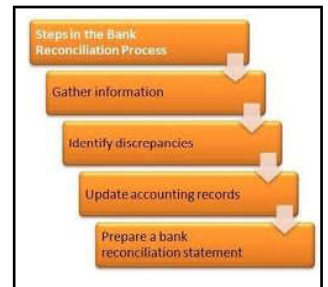 Steps in the Bank
Reconciliation Process
Gather information
Identify discrepancies
Update accounting records
Prepare a bank
reconciliation statement